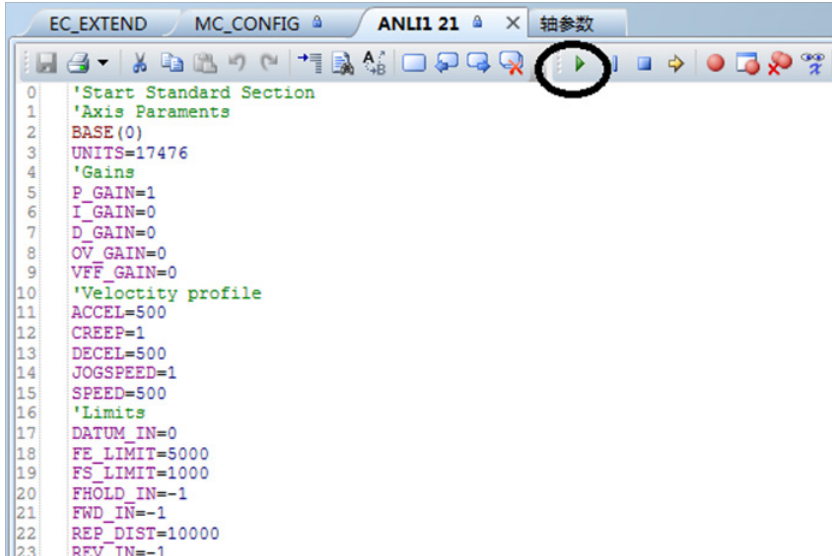 EC_EXTEND MC_CONFIG ANLI1 21 轴参数
0 'Start Standard Section
1 'Axis Paraments
2 BASE(0)
3 UNITS=17476
4 'Gains
5 P_GAIN=1
6 I_GAIN=0
7 D_GAIN=0
8 OV_GAIN=0
9 VFF_GAIN=0
10 'Veloctity profile
11 ACCEL=500
12 CREEP=1
13 DECEL=500
14 JOGSPEED=1
15 SPEED=500
16 'Limits
17 DATUM_IN=0
18 FE_LIMIT=5000
19 FS_LIMIT=1000
20 FHOLD_IN=-1
21 FWD_IN=-1
22 REP_DIST=10000
23 REV_IN=-1